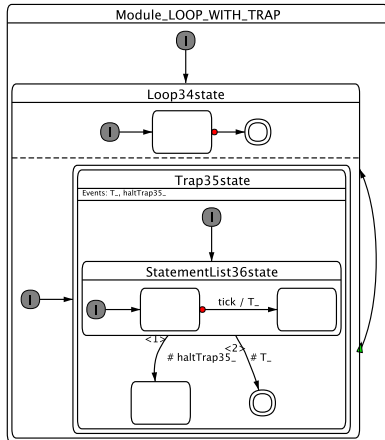 Module_LOOP_WITH_TRAP
I
Loop34state
I
Trap35state
Events: T_, haltTrap35_
I
I
StatementList36state
I
tick / T_
<1>
<2>
# haltTrap35_
# T_